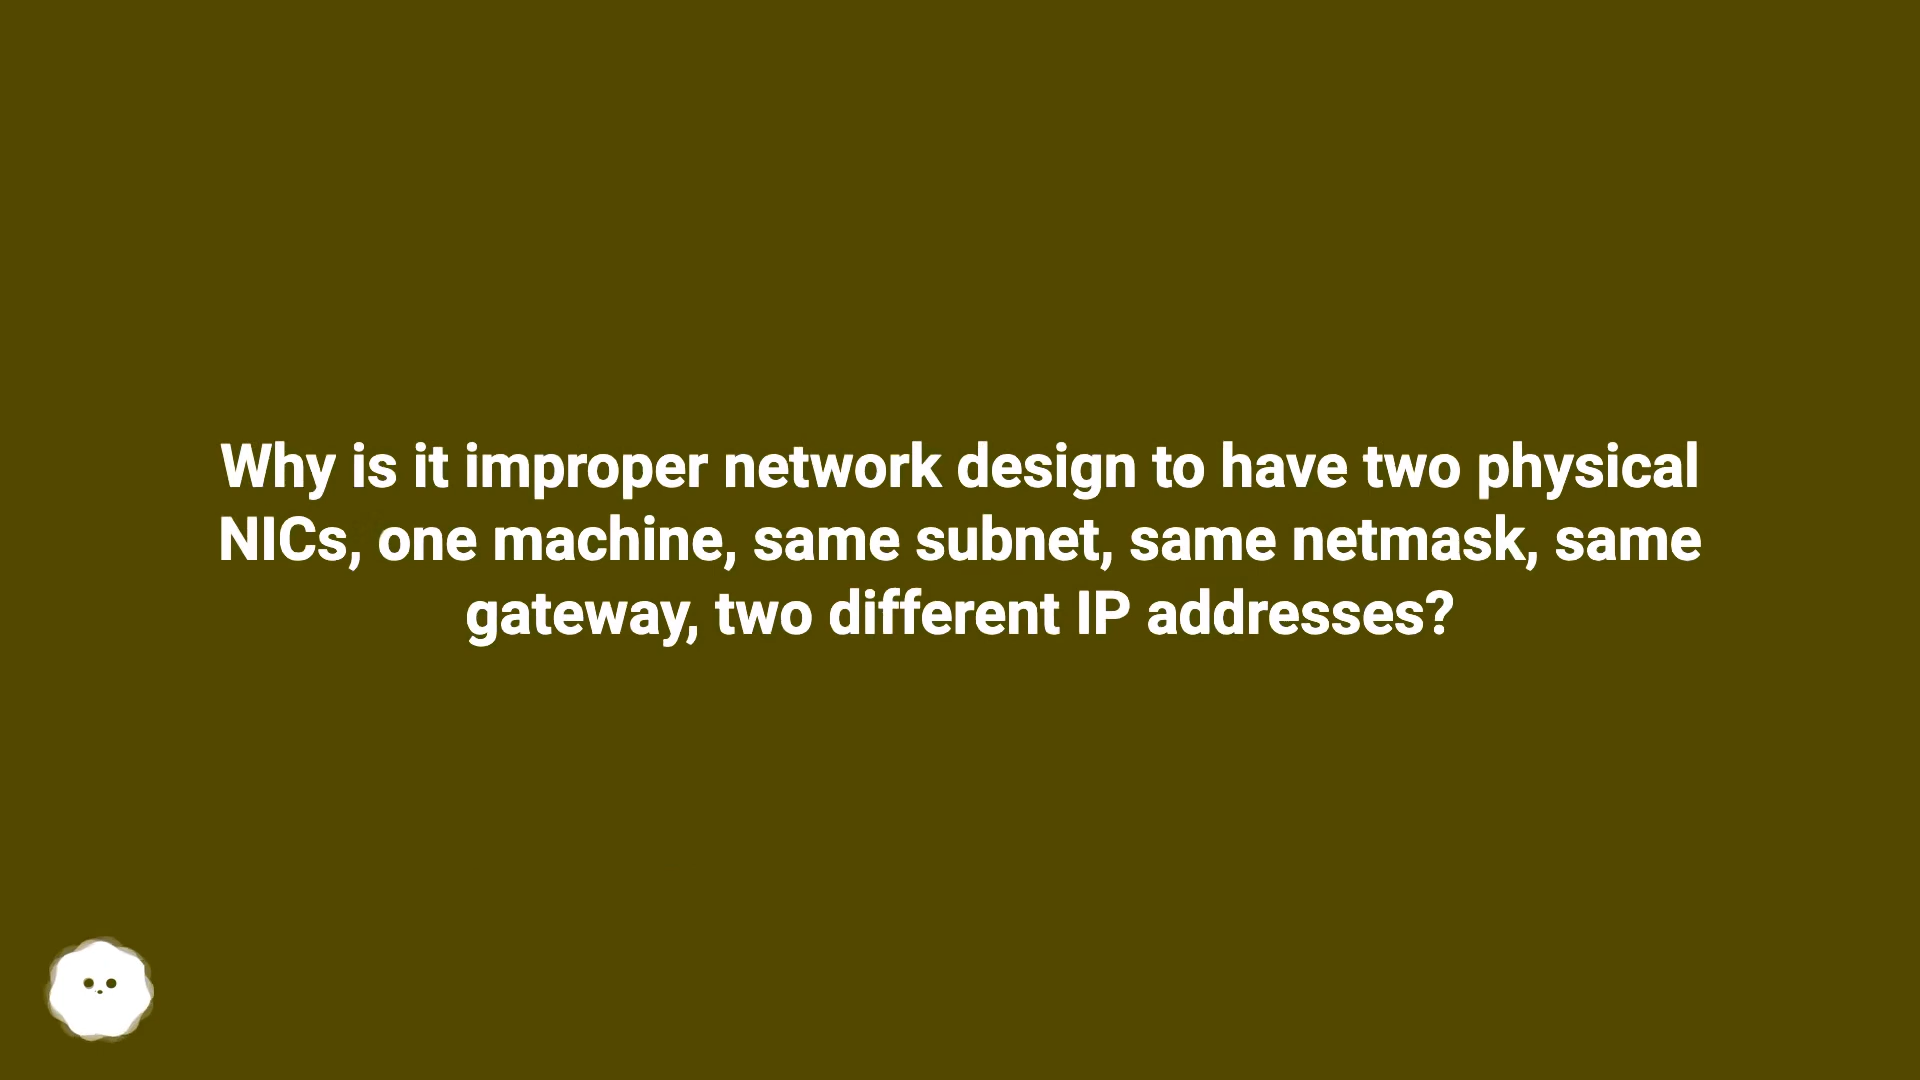 Why is it improper network design to have two physical
NICs, one machine, same subnet, same netmask, same
gateway, two different IP addresses?